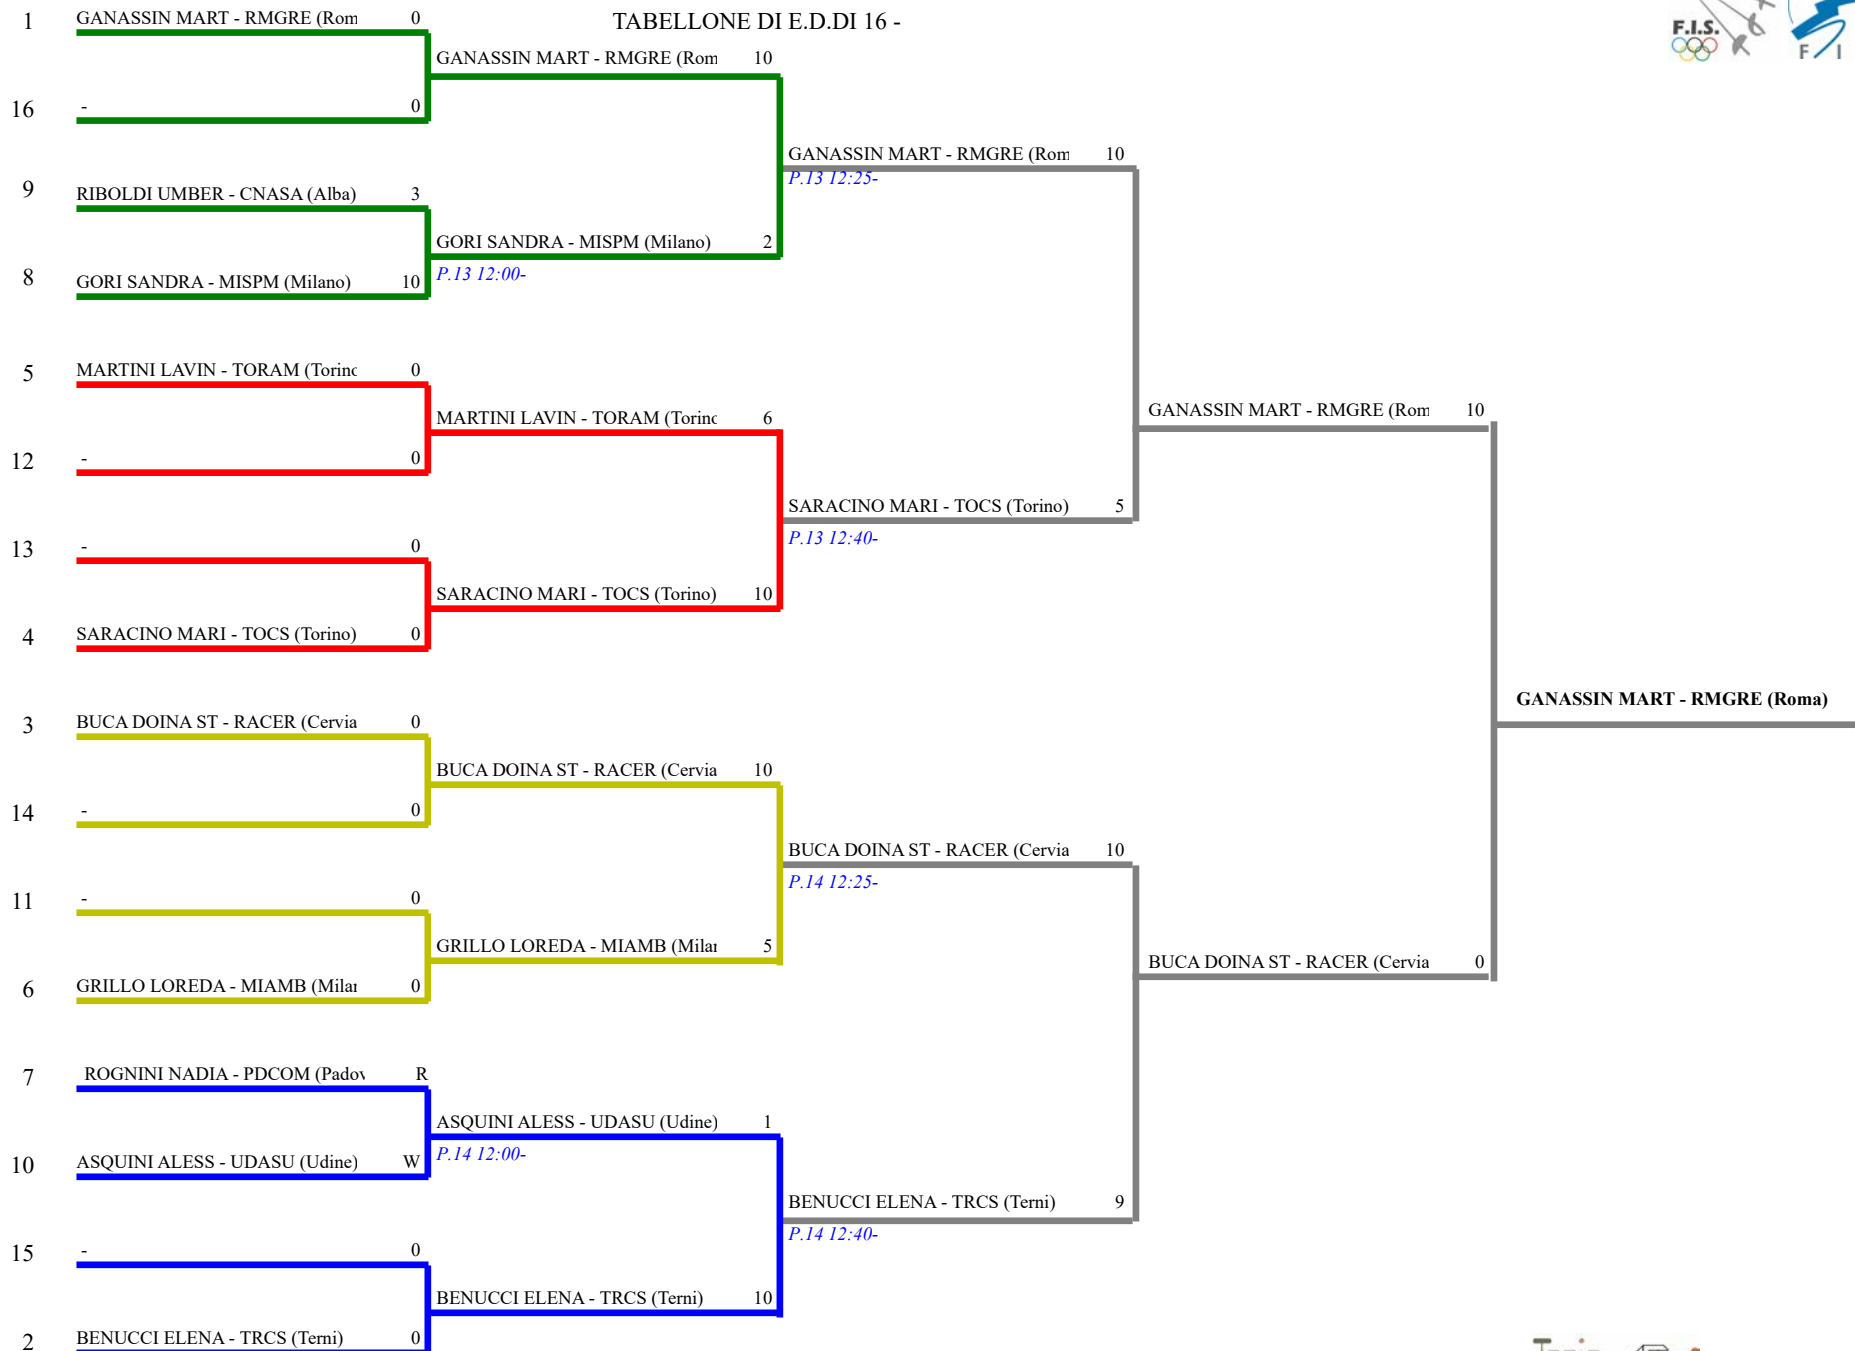 TABELLONE DI E.D.DI 16 -
F.I.S.
F I
1 GANASSIN MART - RMGRE (Rom 0
GANASSIN MART - RMGRE (Rom 10
16 - 0
GANASSIN MART - RMGRE (Rom 10
P.13 12:25-
9 RIBOLDI UMBER - CNASA (Alba) 3
GORI SANDRA - MISPM (Milano) 2
P.13 12:00-
8 GORI SANDRA - MISPM (Milano) 10
5 MARTINI LAVIN - TORAM (Torino 0
GANASSIN MART - RMGRE (Rom 10
MARTINI LAVIN - TORAM (Torino 6
12 - 0
SARACINO MARI - TOCS (Torino) 5
P.13 12:40-
13 - 0
SARACINO MARI - TOCS (Torino) 10
4 SARACINO MARI - TOCS (Torino) 0
GANASSIN MART - RMGRE (Roma)
3 BUCA DOINA ST - RACER (Cervia 0
BUCA DOINA ST - RACER (Cervia 10
14 - 0
BUCA DOINA ST - RACER (Cervia 10
P.14 12:25-
11 - 0
GRILLO LOREDA - MIAMB (Milan 5
BUCA DOINA ST - RACER (Cervia 0
6 GRILLO LOREDA - MIAMB (Milan 0
7 ROGNINI NADIA - PDCOM (Padov R
ASQUINI ALESS - UDASU (Udine) 1
P.14 12:00-
10 ASQUINI ALESS - UDASU (Udine) W
BENUCCI ELENA - TRCS (Terni) 9
P.14 12:40-
15 - 0
BENUCCI ELENA - TRCS (Terni) 10
2 BENUCCI ELENA - TRCS (Terni) 0